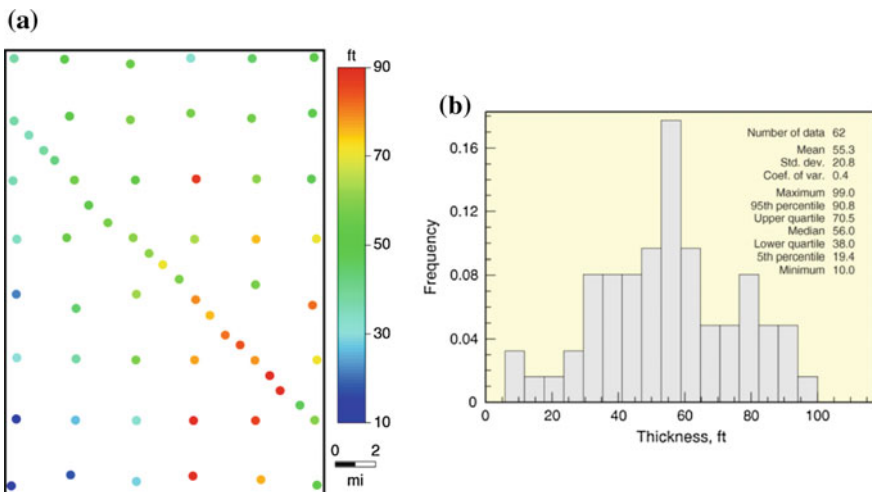 (a)
ft
90
70
50
30
10
0 2
mi
(b)
Number of data 62
Mean 55.3
Std. dev. 20.8
Coef. of var. 0.4
Maximum 99.0
95th percentile 90.8
Upper quartile 70.5
Median 56.0
Lower quartile 38.0
5th percentile 19.4
Minimum 10.0
Frequency
0.16
0.12
0.08
0.04
0
0 20 40 60 80 100
Thickness, ft